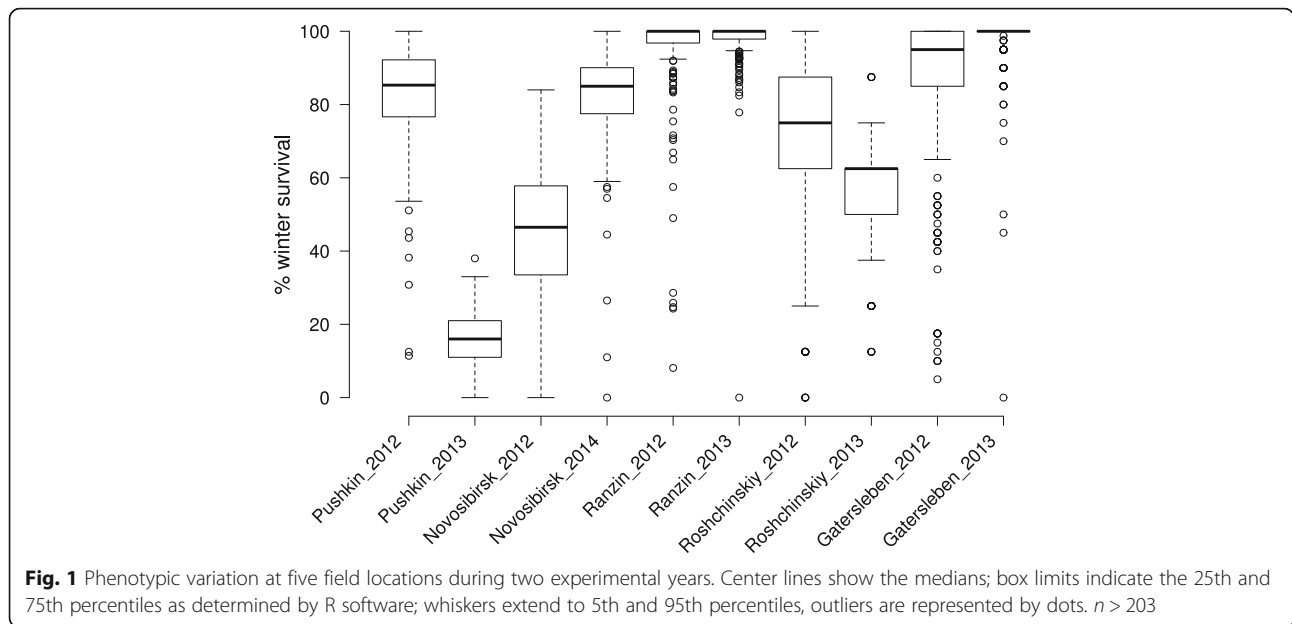 100
80
60
40
20
0
% winter survival
Pushkin_2012
Pushkin_2013
Novosibirsk_2012
Novosibirsk_2014
Ranzin_2012
Ranzin_2013
Roshchinskiy_2012
Roshchinskiy_2013
Gatersleben_2012
Gatersleben_2013
Fig. 1 Phenotypic variation at five field locations during two experimental years. Center lines show the medians; box limits indicate the 25th and
75th percentiles as determined by R software; whiskers extend to 5th and 95th percentiles, outliers are represented by dots. n > 203